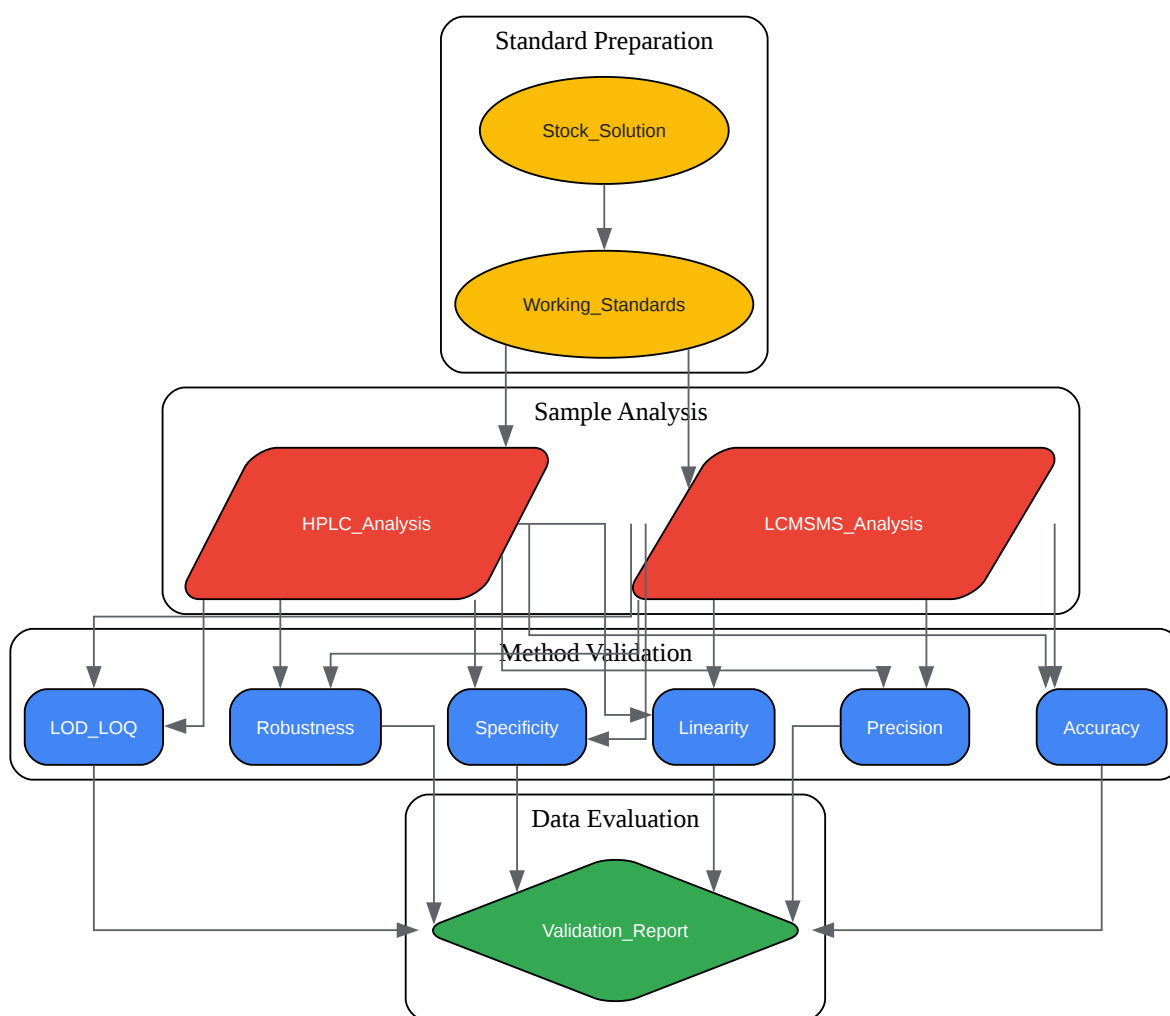 Standard Preparation
Stock_Solution
Working_Standards
Sample Analysis
HPLC_Analysis
LCMSMS_Analysis
Method Validation
LOD_LOQ
Robustness
Specificity
Linearity
Precision
Accuracy
Data Evaluation
Validation_Report